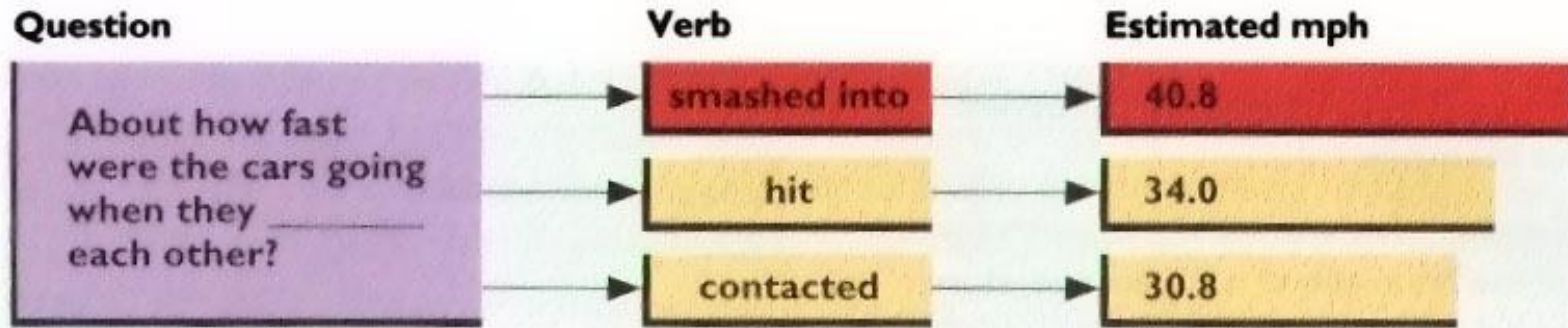 Question
Verb
Estimated mph
About how fast
were the cars going
when they ________
each other?
smashed into
40.8
hit
34.0
contacted
30.8